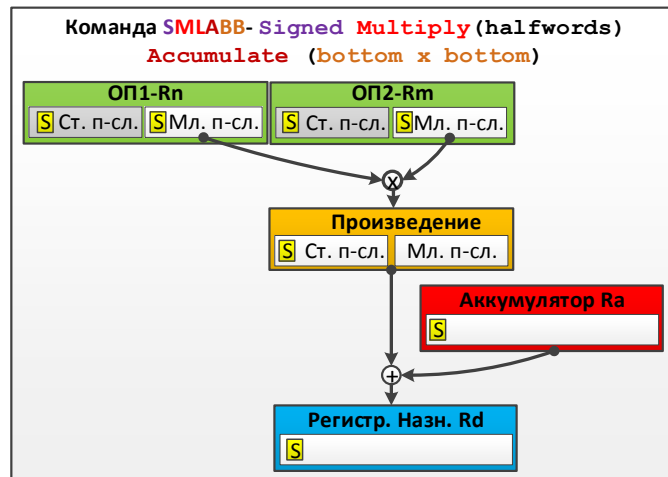 Команда SMLABB- Signed Multiply(halfwords)
Accumulate (bottom x bottom)
ОП1-Rn
ОП2-Rm
S Ст. п-сл. S Мл. п-сл.
S Ст. п-сл. S Мл. п-сл.
x
Произведение
S Ст. п-сл. Мл. п-сл.
Аккумулятор Ra
S
+
Регистр. Назн. Rd
S